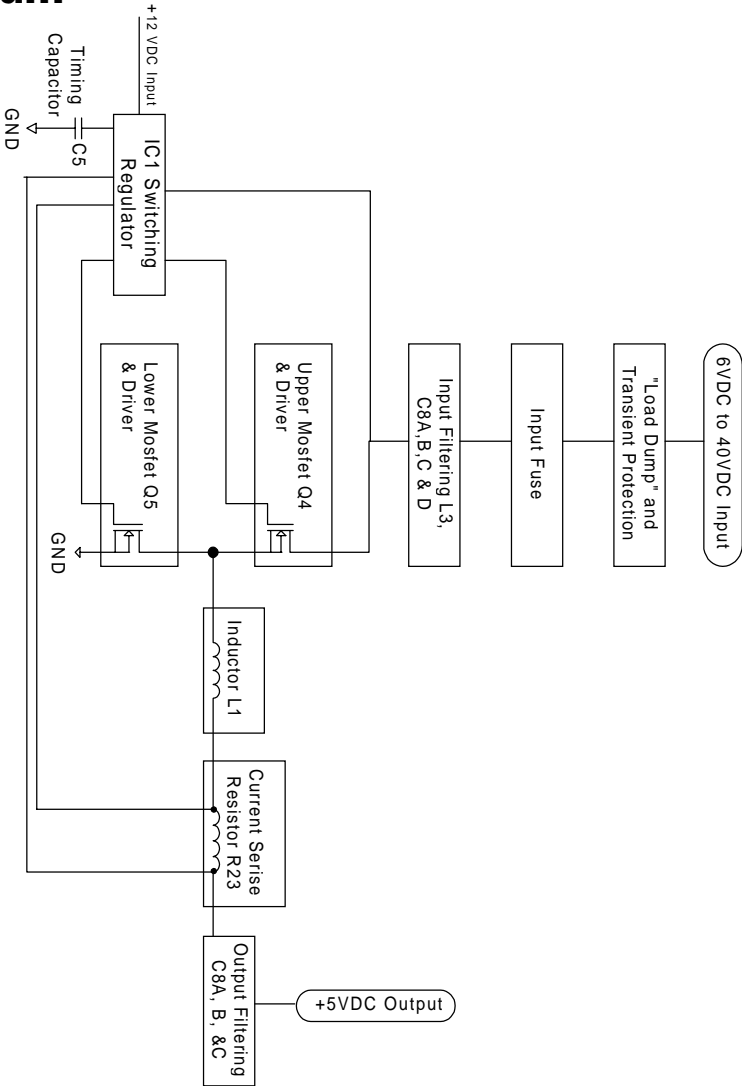 +12 VDC Input
Timing
Capacitor
C5
GND
IC1 Switching
Regulator
6VDC to 40VDC Input
"Load Dump" and
Transient Protection
Input Fuse
Input Filtering L3,
C8A,B,C & D
Upper Mosfet Q4
& Driver
Lower Mosfet Q5
& Driver
GND
Inductor L1
Current Serise
Resistor R23
Output Filtering
C8A, B, &C
+5VDC Output